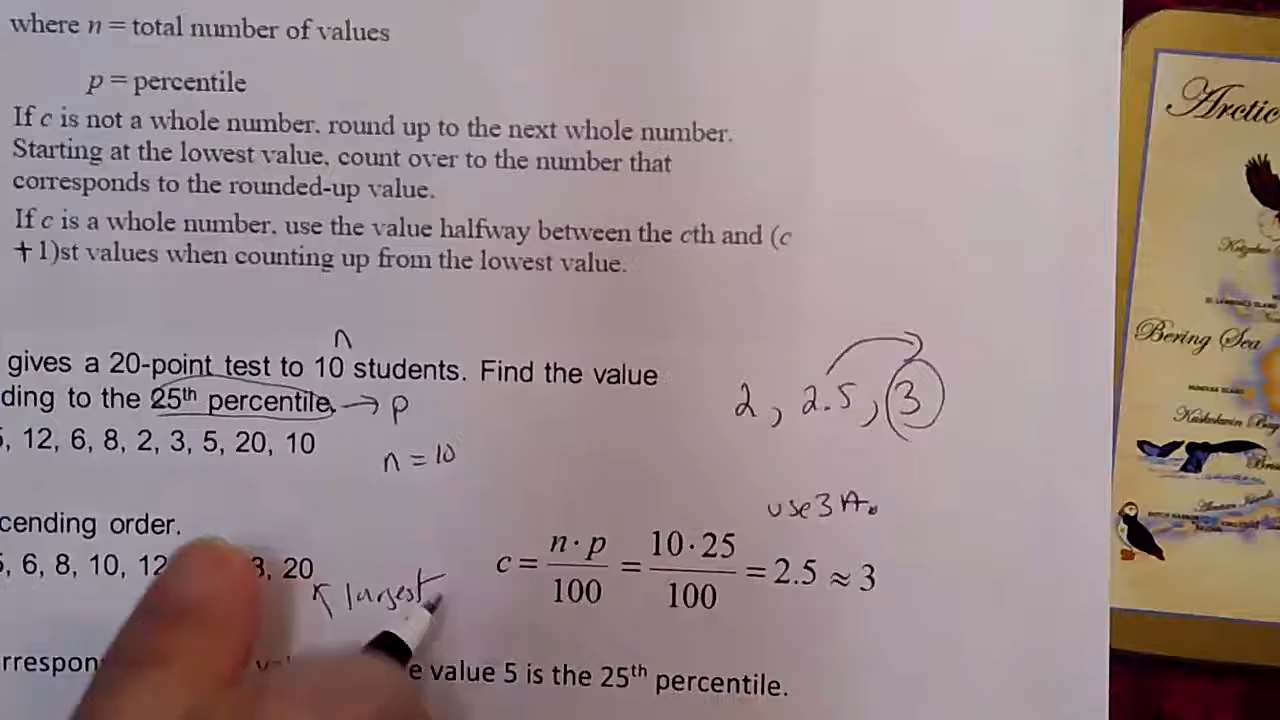 where n = total number of values
p = percentile
If c is not a whole number, round up to the next whole number.
Starting at the lowest value, count over to the number that
corresponds to the rounded-up value.
If c is a whole number, use the value halfway between the cth and (c
+1)st values when counting up from the lowest value.
n
gives a 20-point test to 10 students. Find the value
ding to the 25th percentile. → p
, 12, 6, 8, 2, 3, 5, 20, 10
n = 10
2, 2.5, 3
cending order.
, 6, 8, 10, 12
3, 20
largest
use 3
c = n · p / 100 = 10 · 25 / 100 = 2.5 ≈ 3
rrespon
e value 5 is the 25th percentile.
Arctic
Bering Sea
Kuskokwim Bay